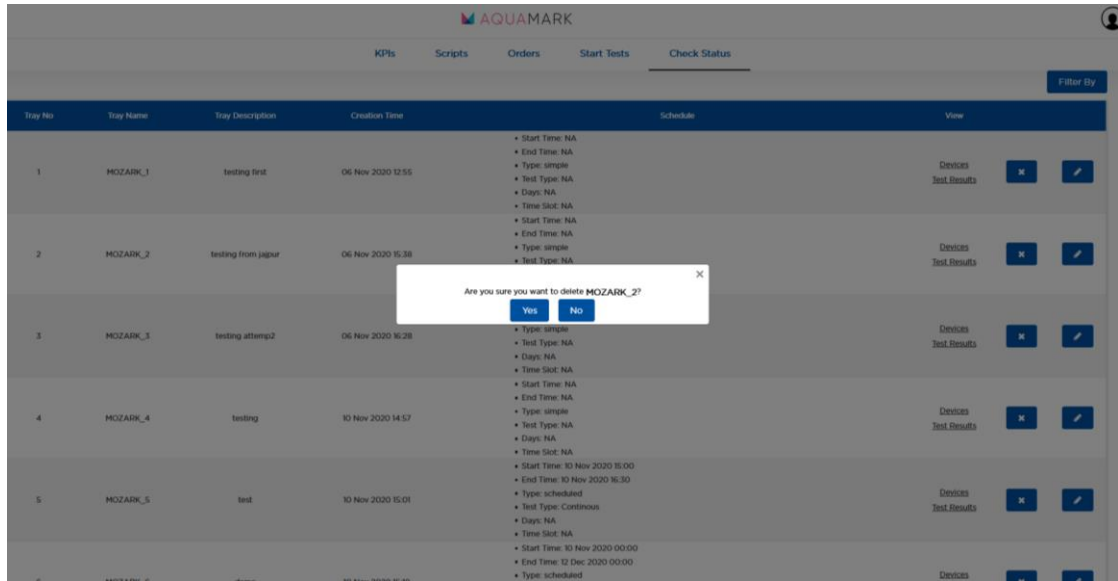 AQUAMARK
KPIs Scripts Orders Start Tests Check Status
Filter By
Tray No Tray Name Tray Description Creation Time Schedule View
• Start Time: NA
• End Time: NA
• Type: simple
• Test Type: NA
• Days: NA
• Time Slot: NA
1 MOZARK_1 testing first 06 Nov 2020 12:55 Devices
Test Results
• Start Time: NA
• End Time: NA
• Type: simple
• Test Type: NA
2 MOZARK_2 testing from jajpur 06 Nov 2020 15:38 Devices
Test Results
Are you sure you want to delete MOZARK_2?
Yes No
• Type: simple
• Test Type: NA
• Days: NA
• Time Slot: NA
3 MOZARK_3 testing attemp2 06 Nov 2020 16:28 Devices
Test Results
• Start Time: NA
• End Time: NA
• Type: simple
• Test Type: NA
• Days: NA
• Time Slot: NA
4 MOZARK_4 testing 10 Nov 2020 14:57 Devices
Test Results
• Start Time: 10 Nov 2020 15:00
• End Time: 10 Nov 2020 16:30
• Type: scheduled
• Test Type: Continous
• Days: NA
• Time Slot: NA
5 MOZARK_5 test 10 Nov 2020 15:01 Devices
Test Results
• Start Time: 10 Nov 2020 00:00
• End Time: 12 Dec 2020 00:00
• Type: scheduled
Devices